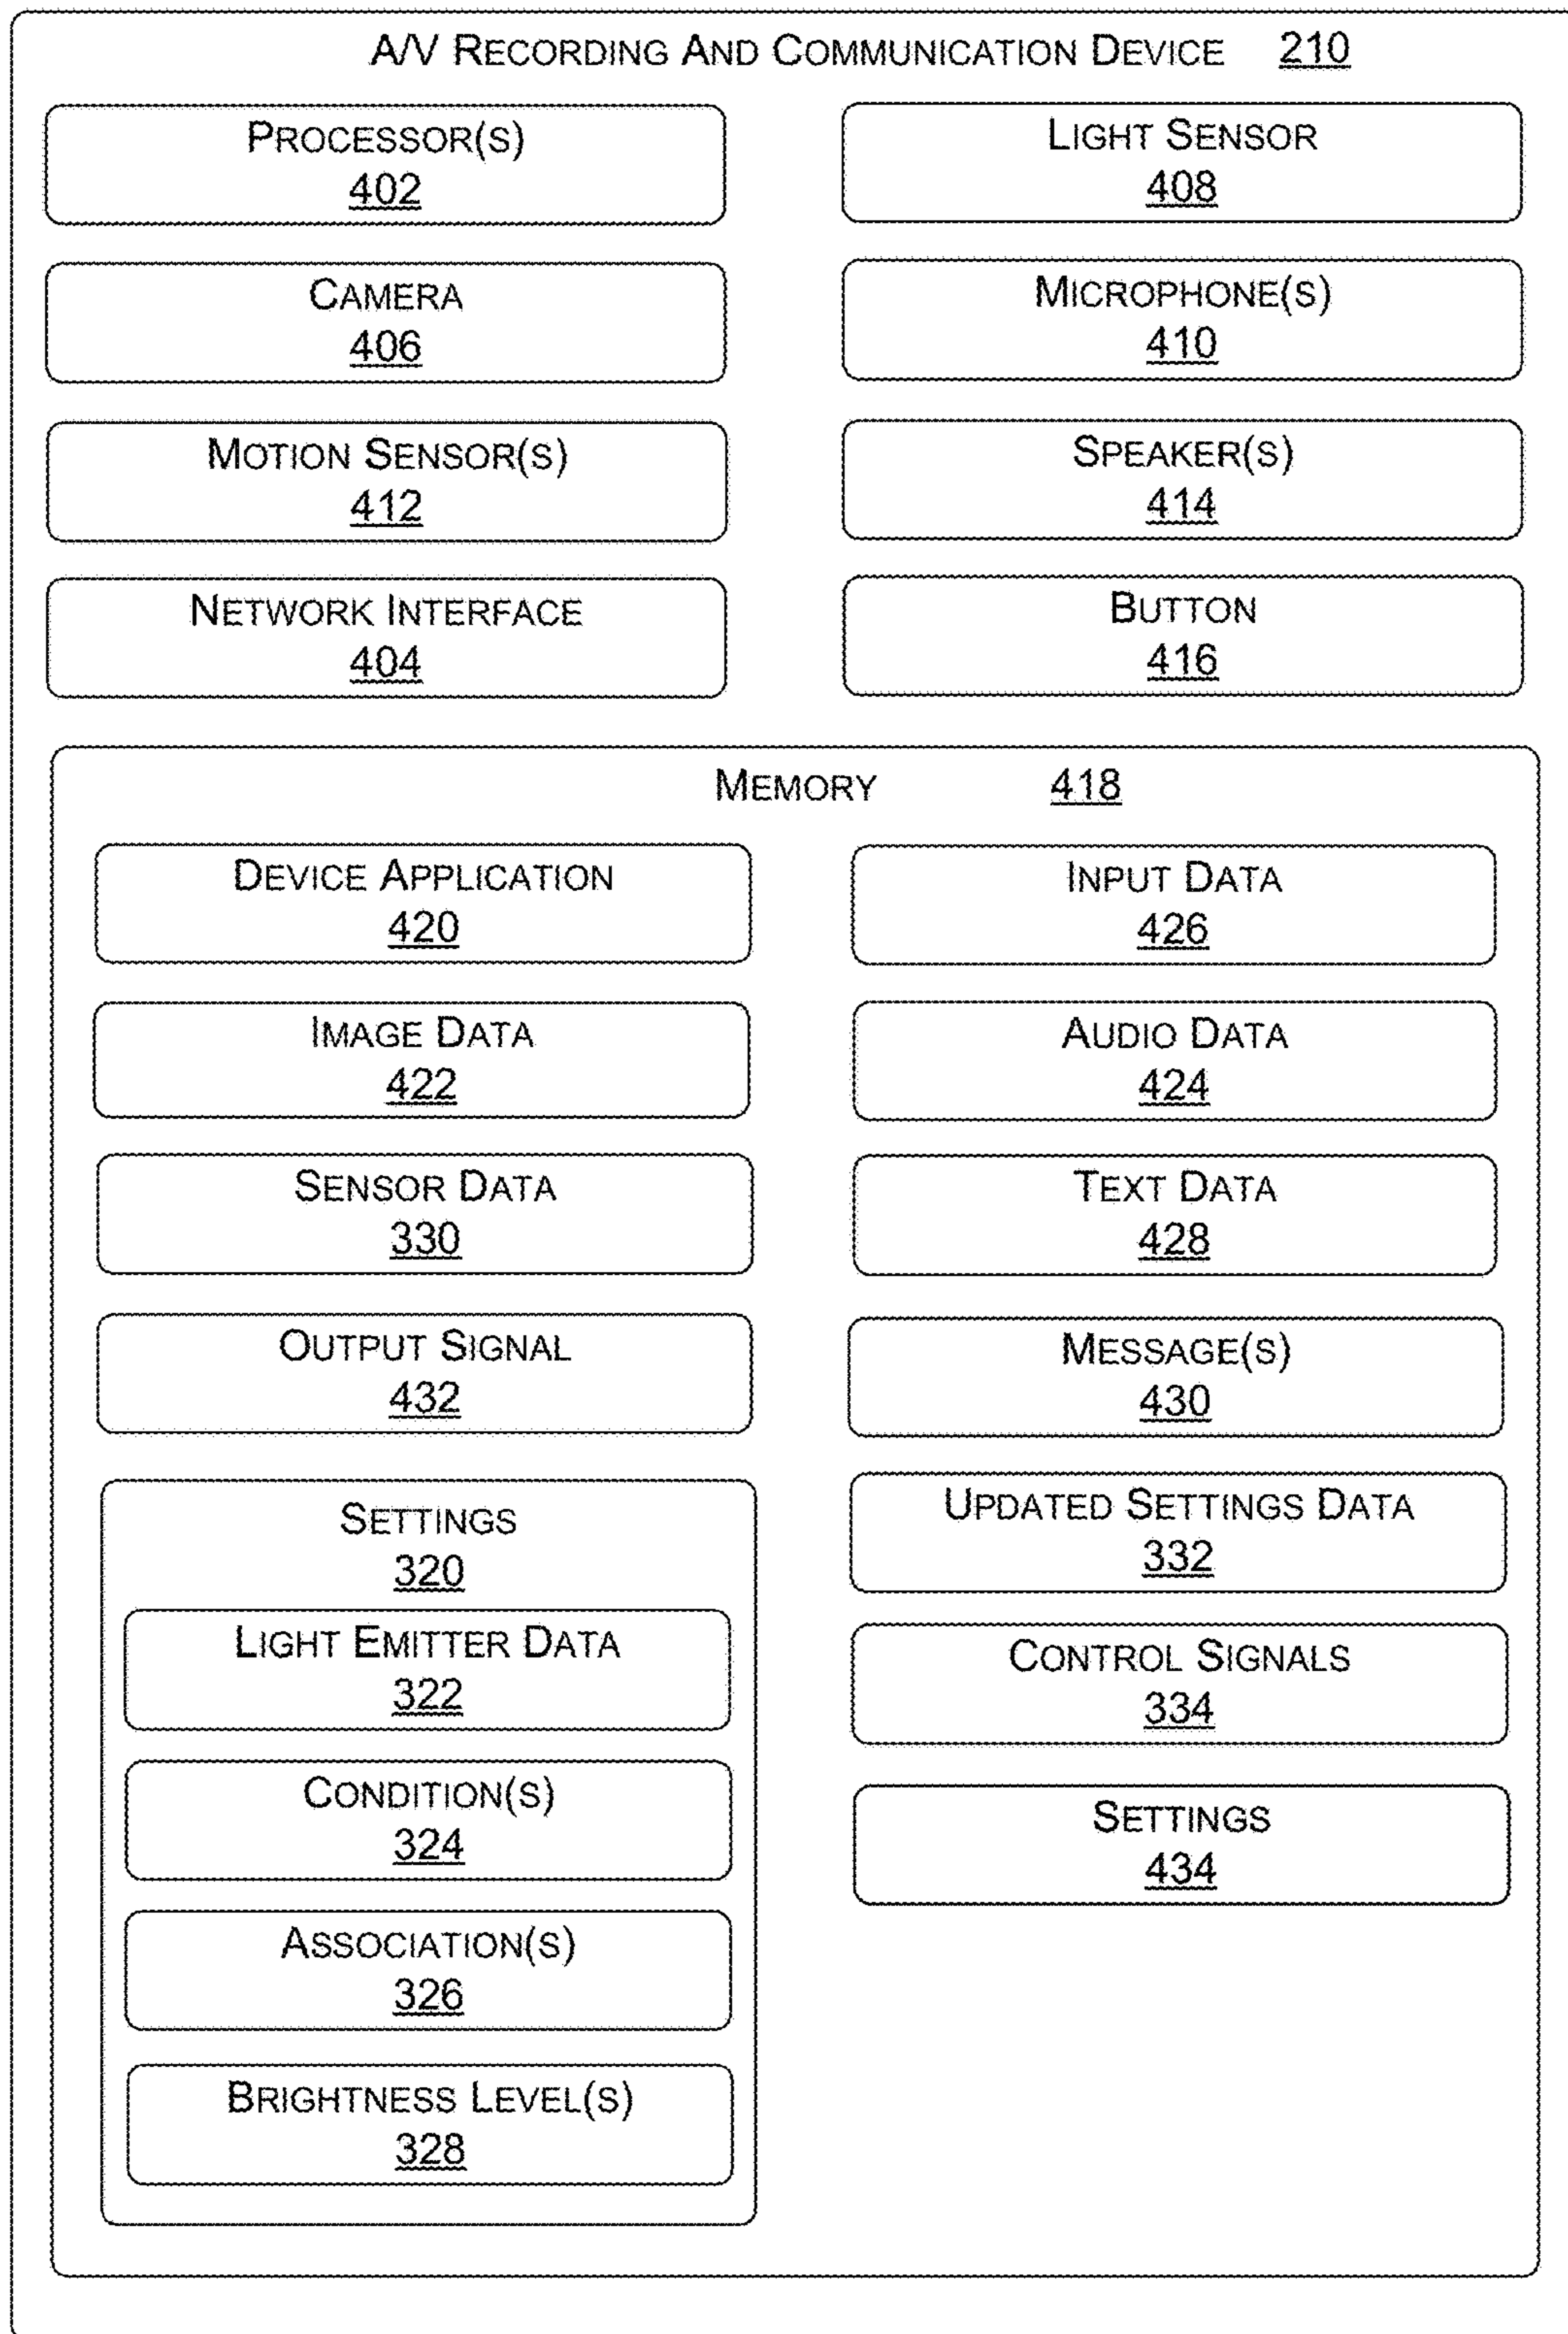 A/V RECORDING AND COMMUNICATION DEVICE 210
PROCESSOR(S)
402
LIGHT SENSOR
408
CAMERA
406
MICROPHONE(S)
410
MOTION SENSOR(S)
412
SPEAKER(S)
414
NETWORK INTERFACE
404
BUTTON
416
MEMORY 418
DEVICE APPLICATION
420
INPUT DATA
426
IMAGE DATA
422
AUDIO DATA
424
SENSOR DATA
330
TEXT DATA
428
OUTPUT SIGNAL
432
MESSAGE(S)
430
SETTINGS
320
LIGHT EMITTER DATA
322
CONDITION(S)
324
ASSOCIATION(S)
326
BRIGHTNESS LEVEL(S)
328
UPDATED SETTINGS DATA
332
CONTROL SIGNALS
334
SETTINGS
434